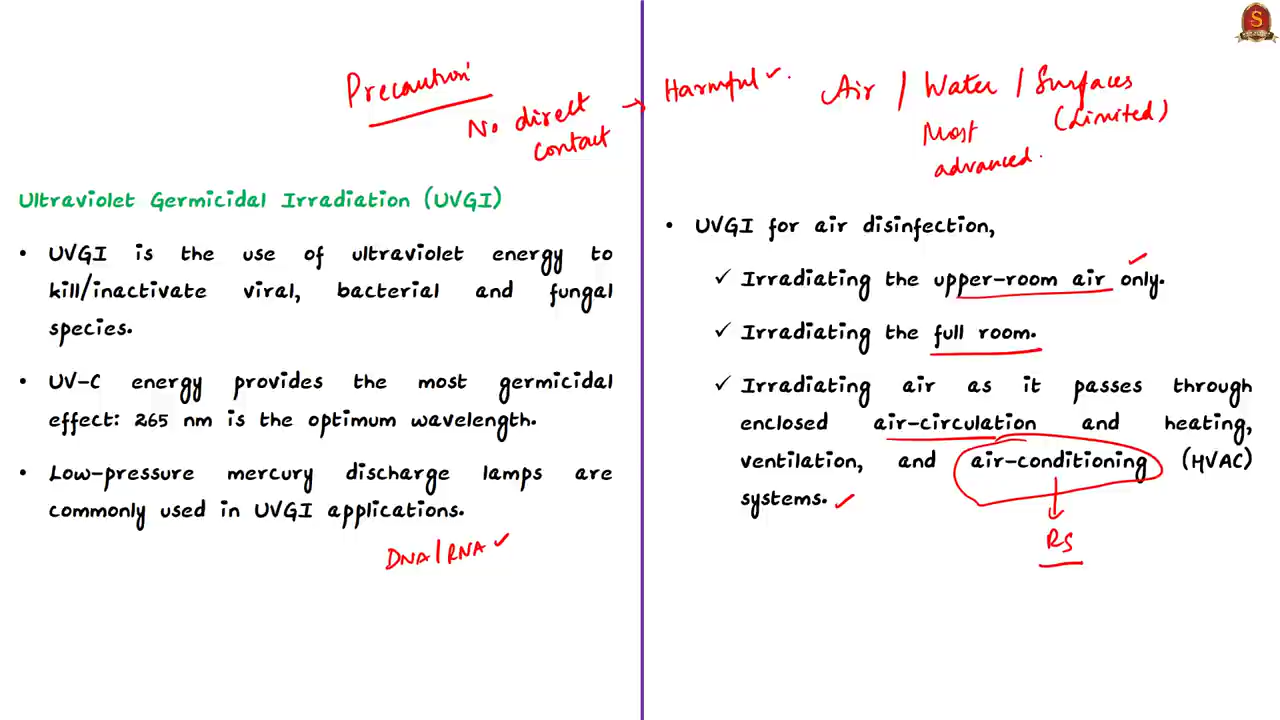 Precaution
No direct
contact → Harmful ✓.
Air / Water / Surfaces
(Limited)
Most
advanced.
Ultraviolet Germicidal Irradiation (UVGI)
• UVGI is the use of ultraviolet energy to
kill/inactivate viral, bacterial and fungal
species.
• UV-C energy provides the most germicidal
effect: 265 nm is the optimum wavelength.
• Low-pressure mercury discharge lamps are
commonly used in UVGI applications.
DNA/RNA ✓
• UVGI for air disinfection,
✓ Irradiating the upper-room air only.
✓ Irradiating the full room.
✓ Irradiating air as it passes through
enclosed air-circulation and heating,
ventilation, and air-conditioning (HVAC)
systems. ✓
RS
S